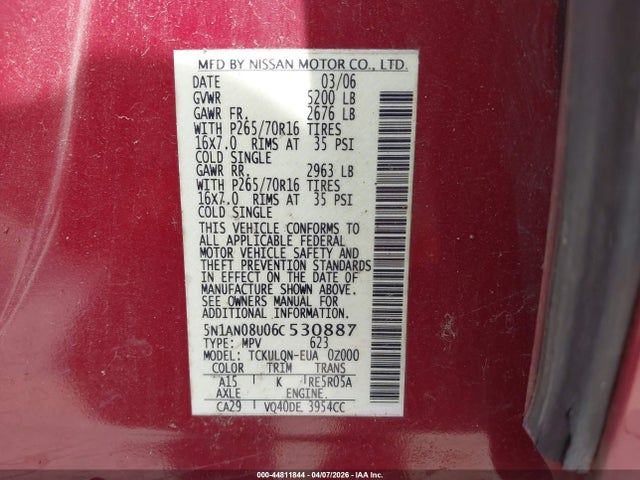 MFD BY NISSAN MOTOR CO., LTD.
DATE 03/06
GVWR 5200 LB
GAWR FR. 2676 LB
WITH P265/70R16 TIRES
16X7.0 RIMS AT 35 PSI
COLD SINGLE
GAWR RR. 2963 LB
WITH P265/70R16 TIRES
16X7.0 RIMS AT 35 PSI
COLD SINGLE
THIS VEHICLE CONFORMS TO
ALL APPLICABLE FEDERAL
MOTOR VEHICLE SAFETY AND
THEFT PREVENTION STANDARDS
IN EFFECT ON THE DATE OF
MANUFACTURE SHOWN ABOVE.
SEE OWNERS MANUAL FOR
ADDITIONAL INFORMATION.
5N1AN08U06C530887
TYPE: MPV 623
MODEL: TCKULQN-EUA 0Z000
COLOR TRIM TRANS
A15 K RE5R05A
AXLE ENGINE.
CA29 VQ40DE 3954CC
000-44811844 | 04/07/2026 | IAA Inc.